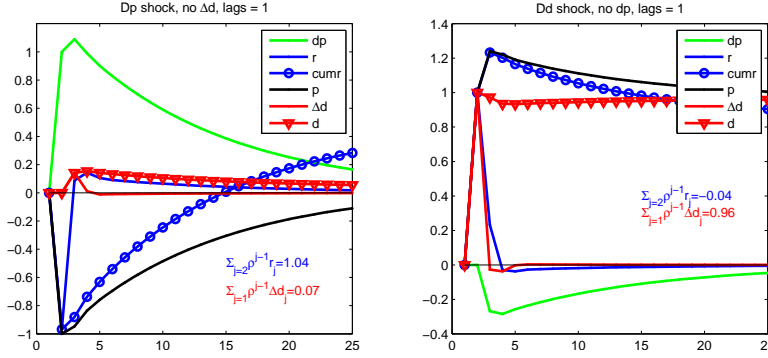 Dp shock, no Δd, lags = 1
1
0.8
0.6
0.4
0.2
0
−0.2
−0.4
−0.6
−0.8
−1
0 5 10 15 20 25
dp
r
cumr
p
Δd
d
Σj=2ρj−1rj=1.04
Σj=1ρj−1Δdj=0.07
Dd shock, no dp, lags = 1
1.4
1.2
1
0.8
0.6
0.4
0.2
0
−0.2
−0.4
0 5 10 15 20 25
dp
r
cumr
p
Δd
d
Σj=2ρj−1rj=−0.04
Σj=1ρj−1Δdj=0.96